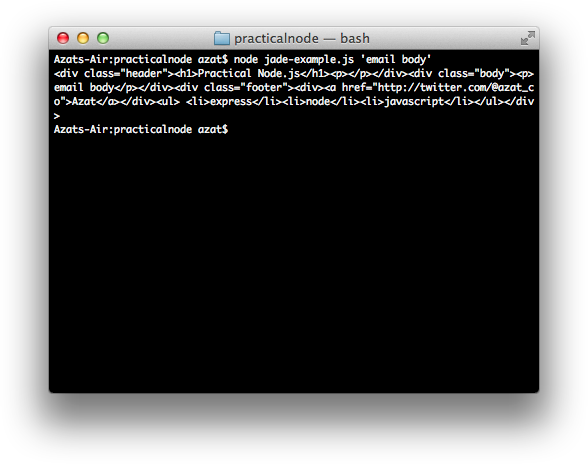 practicalnode — bash
Azats-Air:practicalnode azat$ node jade-example.js 'email body'
<div class="header"><h1>Practical Node.js</h1><p></p></div><div class="body"><p>
email body</p></div><div class="footer"><div><a href="http://twitter.com/@azat_c
o">Azat</a></div><ul> <li>express</li><li>node</li><li>javascript</li></ul></div
>
Azats-Air:practicalnode azat$